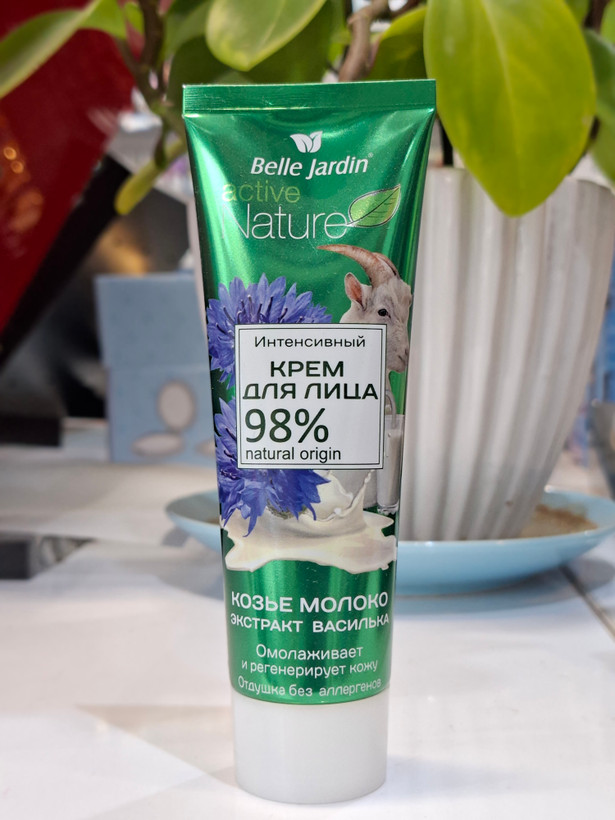 Belle Jardin®
active
Nature
Интенсивный
КРЕМ
ДЛЯ ЛИЦА
98%
natural origin
КОЗЬЕ МОЛОКО
ЭКСТРАКТ ВАСИЛЬКА
Омолаживает
и регенерирует кожу
Отдушка без аллергенов